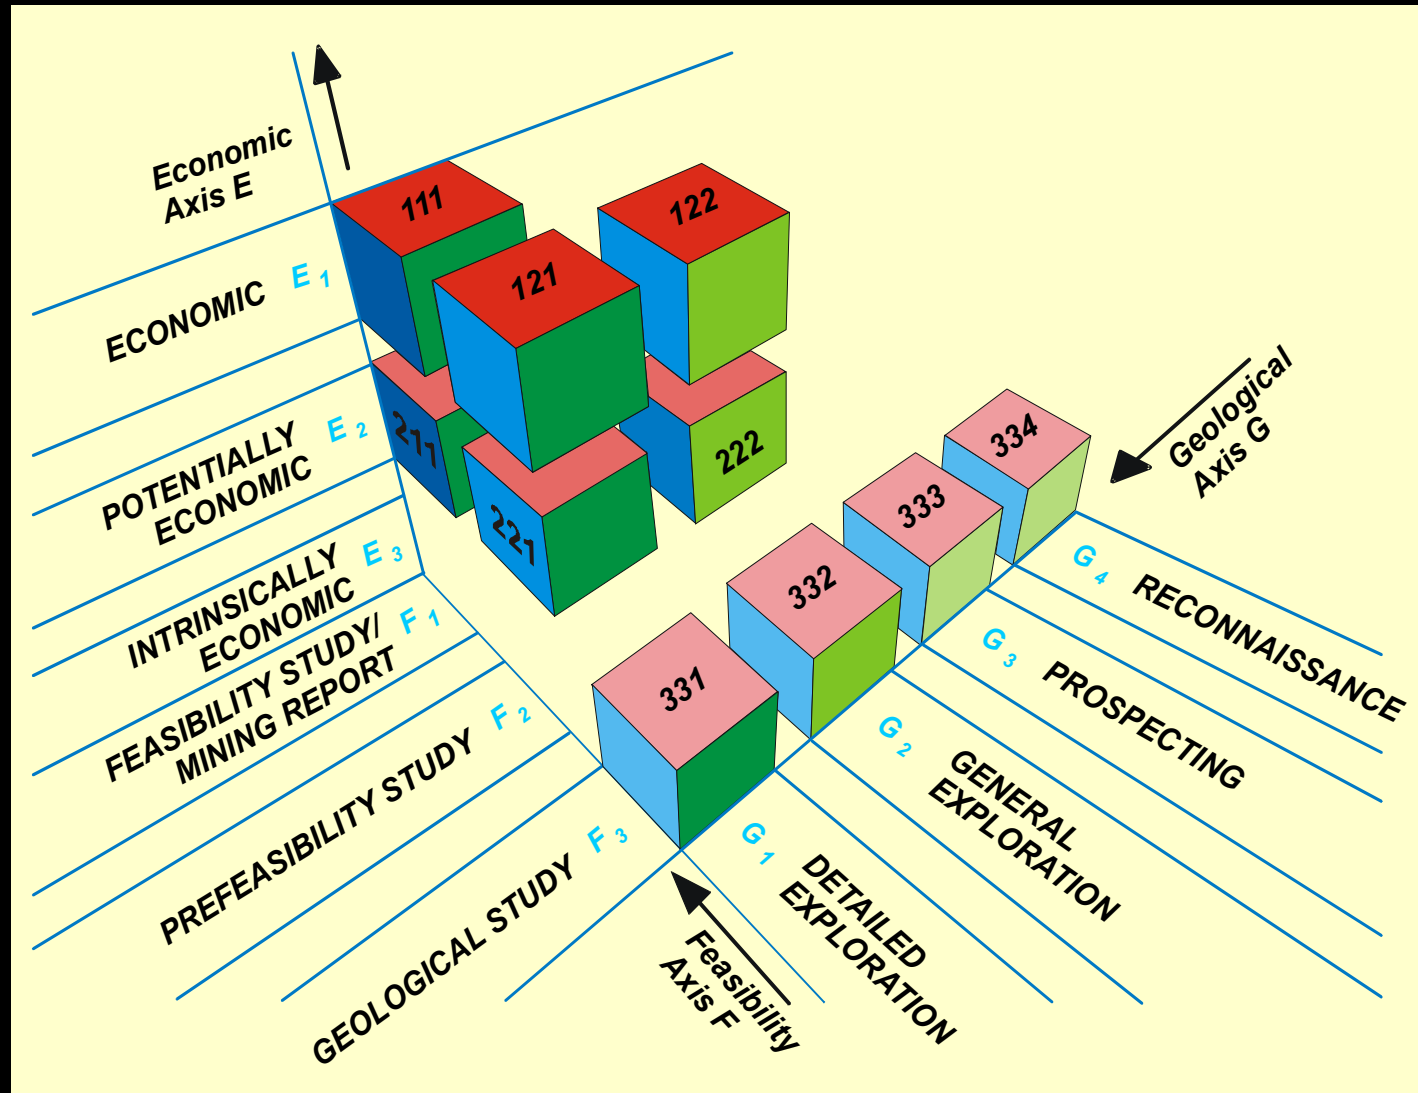 Economic
Axis E
ECONOMIC E 1
POTENTIALLY
ECONOMIC E 2
INTRINSICALLY
ECONOMIC E 3
FEASIBILITY STUDY/
MINING REPORT F 1
PREFEASIBILITY STUDY F 2
GEOLOGICAL STUDY F 3
111
122
121
211
222
221
334
333
332
331
Geological
Axis G
G 4 RECONNAISSANCE
G 3 PROSPECTING
G 2 GENERAL
EXPLORATION
G 1 DETAILED
EXPLORATION
Feasibility
Axis F